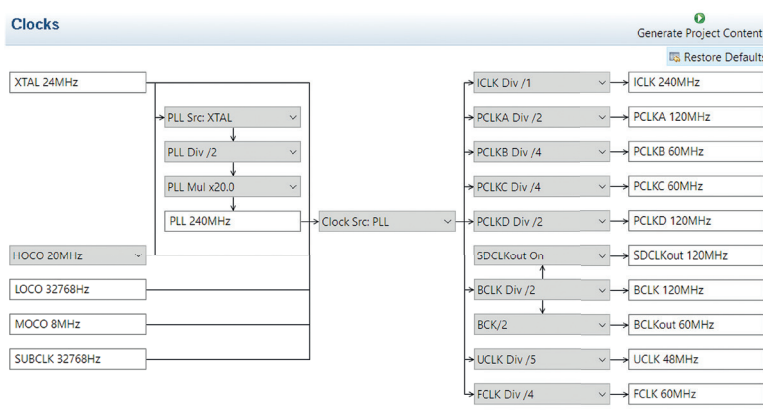 Clocks
Generate Project Content
Restore Defaults
XTAL 24MHz
ICLK Div /1
ICLK 240MHz
PLL Src: XTAL
PCLKA Div /2
PCLKA 120MHz
PLL Div /2
PCLKB Div /4
PCLKB 60MHz
PLL Mul x20.0
PCLKC Div /4
PCLKC 60MHz
PLL 240MHz
Clock Src: PLL
PCLKD Div /2
PCLKD 120MHz
HOCO 20MHz
SDCLKout On
SDCLKout 120MHz
LOCO 32768Hz
BCLK Div /2
BCLK 120MHz
MOCO 8MHz
BCK/2
BCLKout 60MHz
SUBCLK 32768Hz
UCLK Div /5
UCLK 48MHz
FCLK Div /4
FCLK 60MHz